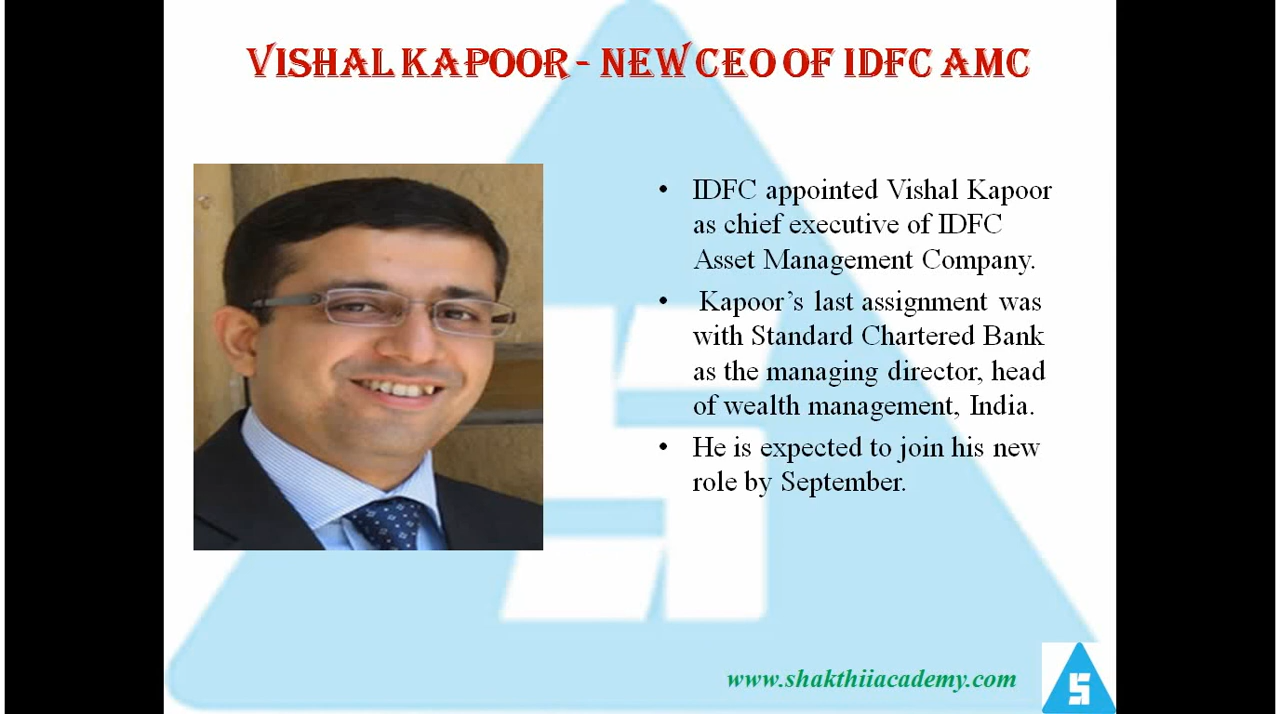 VISHAL KAPOOR - NEW CEO OF IDFC AMC
• IDFC appointed Vishal Kapoor
as chief executive of IDFC
Asset Management Company.
• Kapoor’s last assignment was
with Standard Chartered Bank
as the managing director, head
of wealth management, India.
• He is expected to join his new
role by September.
www.shakthiiacademy.com
S